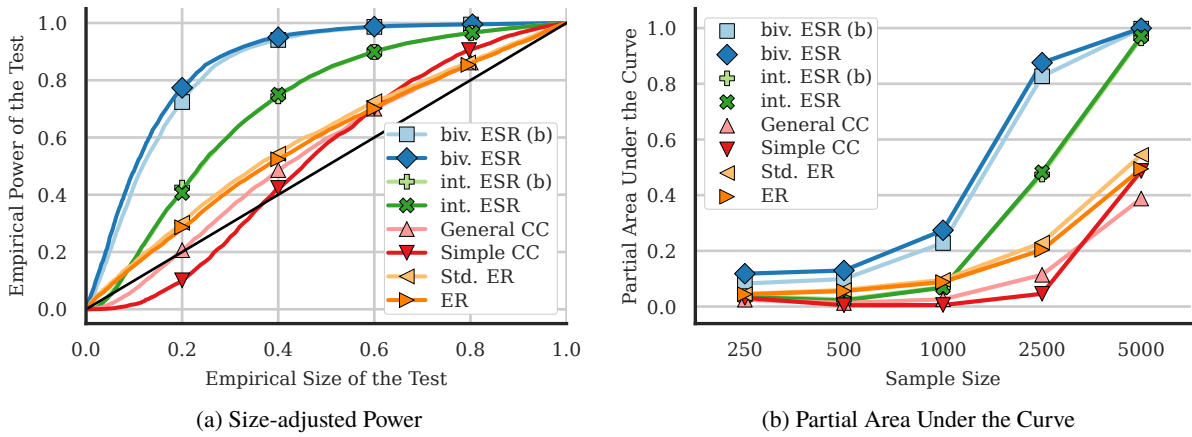 1.0
0.8
0.6
0.4
0.2
0.0
Empirical Power of the Test
0.0 0.2 0.4 0.6 0.8 1.0
Empirical Size of the Test
biv. ESR (b)
biv. ESR
int. ESR (b)
int. ESR
General CC
Simple CC
Std. ER
ER
(a) Size-adjusted Power
1.0
0.8
0.6
0.4
0.2
0.0
Partial Area Under the Curve
250 500 1000 2500 5000
Sample Size
biv. ESR (b)
biv. ESR
int. ESR (b)
int. ESR
General CC
Simple CC
Std. ER
ER
(b) Partial Area Under the Curve